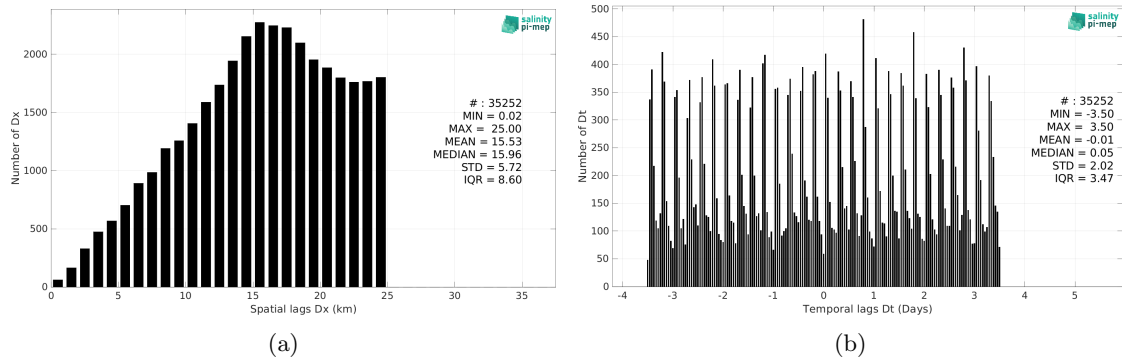 salinity
pi-mep
2000
1500
1000
500
0
Number of Dx
# : 35252
MIN = 0.02
MAX = 25.00
MEAN = 15.53
MEDIAN = 15.96
STD = 5.72
IQR = 8.60
0 5 10 15 20 25 30 35
Spatial lags Dx (km)
(a)
salinity
pi-mep
500
450
400
350
300
250
200
150
100
50
0
Number of Dt
# : 35252
MIN = -3.50
MAX = 3.50
MEAN = -0.01
MEDIAN = 0.05
STD = 2.02
IQR = 3.47
-4 -3 -2 -1 0 1 2 3 4 5
Temporal lags Dt (Days)
(b)